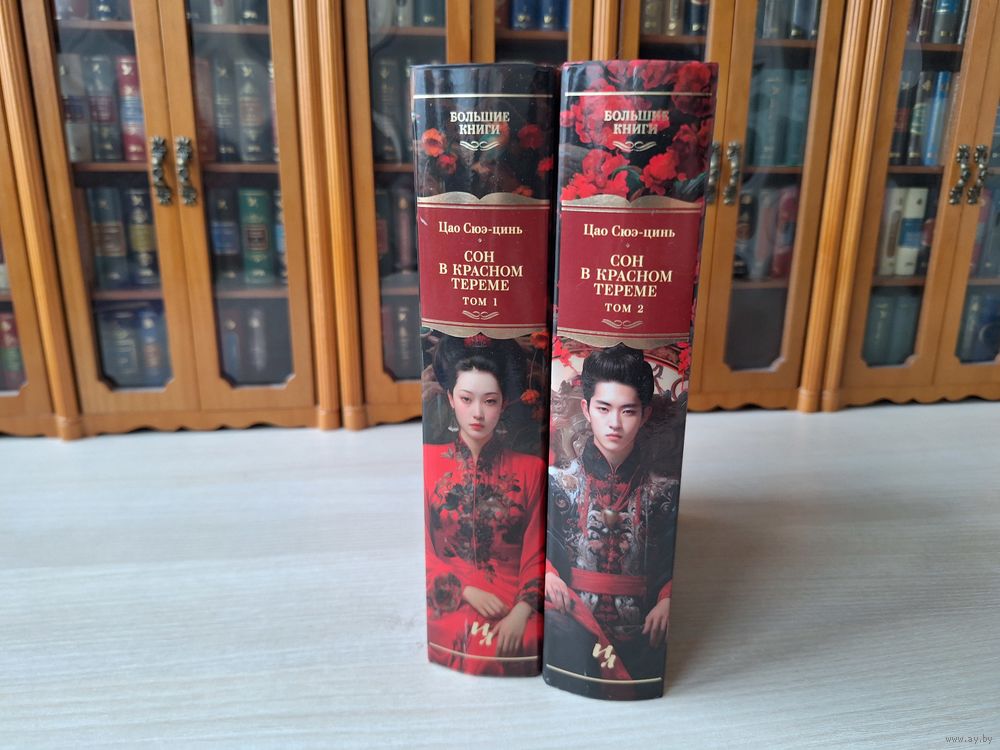 БОЛЬШИЕ
КНИГИ
Цао Сюэ-цинь
СОН
В КРАСНОМ
ТЕРЕМЕ
ТОМ 1
БОЛЬШИЕ
КНИГИ
Цао Сюэ-цинь
СОН
В КРАСНОМ
ТЕРЕМЕ
ТОМ 2
www.ay.by